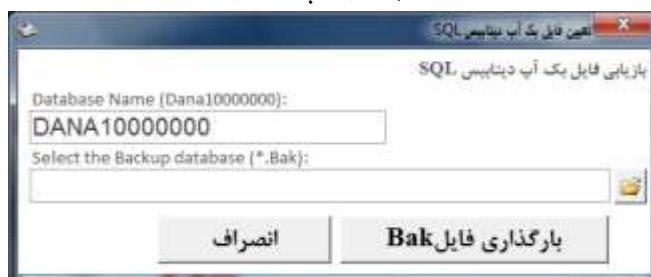 تعیین فایل بک آپ دیتابیس SQL
بازیابی فایل بک آپ دیتابیس SQL
Database Name (Dana10000000):
DANA10000000
Select the Backup database (*.Bak):
بارگذاری فایلBak
انصراف